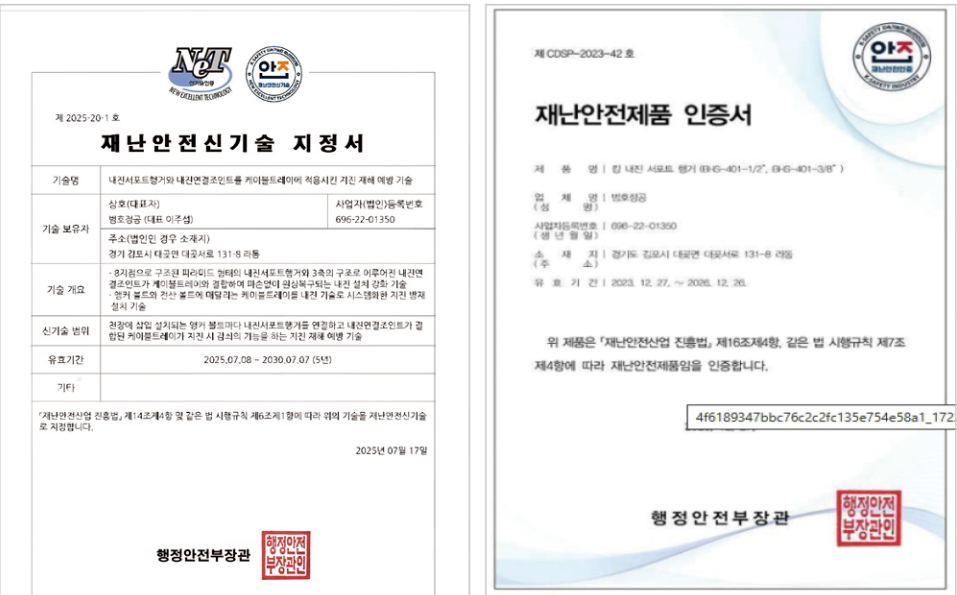 NeT
신기술인증
NEW EXCELLENT TECHNOLOGY
안즈
재난안전신기술
제 2025-20-1 호
재난안전신기술 지정서
기술명
내진서포트행거와 내진연결조인트를 케이블트레이에 적용시킨 지진 재해 예방 기술
기술 보유자
상호(대표자)
범호정공 (대표 이주섭)
사업자(법인)등록번호
696-22-01350
주소(법인인 경우 소재지)
경기 김포시 대곶면 대곶서로 131-8 라동
기술 개요
· 8지점으로 구조된 피라미드 형태의 내진서포트행거와 3축의 구조로 이루어진 내진연
결조인트가 케이블트레이와 결합하여 파손없이 원상복구되는 내진 설치 강화 기술
· 앵커 볼트와 전산 볼트에 매달리는 케이블트레이를 내진 기술로 시스템화한 지진 방재
설치 기술
신기술 범위
천장에 삽입 설치되는 앵커 볼트마다 내진서포트행거를 연결하고 내진연결조인트가 결
합된 케이블트레이가 지진 시 감쇠의 기능을 하는 지진 재해 예방 기술
유효기간
2025.07.08 ~ 2030.07.07 (5년)
기타
「재난안전산업 진흥법」 제14조제4항 및 같은 법 시행규칙 제6조제1항에 따라 위의 기술을 재난안전신기술
로 지정합니다.
2025년 07월 17일
행정안전부장관
행정안전
부장관인
제 CDSP-2023-42 호
안즈
재난안전인증
K-SAFETY INDUSTRY
재난안전제품 인증서
제 품 명 | 킹 내진 서포트 행거 (BHS-401-1/2", BHS-401-3/8" )
업 체 명 | 범호정공
(성 명)
사업자등록번호 | 696-22-01350
(생 년 월 일)
소 재 지 | 경기도 김포시 대곶면 대곶서로 131-8 라동
(주 소)
유 효 기 간 | 2023. 12. 27. ~ 2026. 12. 26.
위 제품은 「재난안전산업 진흥법」 제16조제4항, 같은 법 시행규칙 제7조
제4항에 따라 재난안전제품임을 인증합니다.
4f6189347bbc76c2c2fc135e754e58a1_172
행정안전부장관
행정안전
부장관인